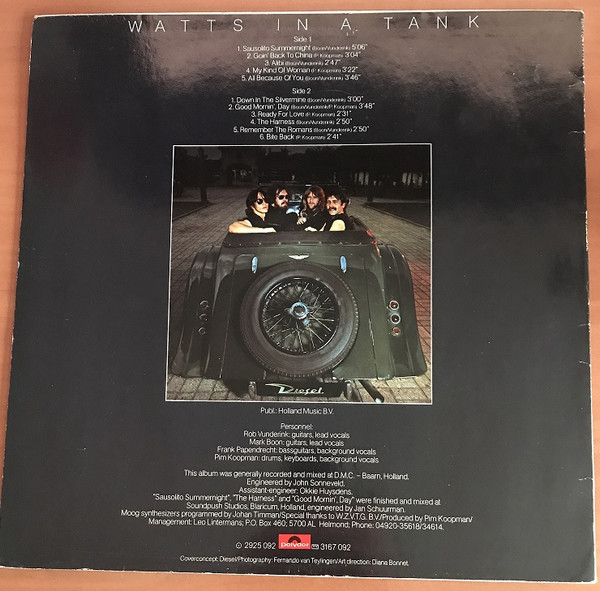 WATTS IN A TANK
Side 1
1. Sausolito Summernight (Boon/Vunderink) 5'06"
2. Goin' Back To China (P. Koopman) 3'04"
3. Alibi (Boon/Vunderink) 2'47"
4. My Kind Of Woman (P. Koopman) 3'22"
5. All Because Of You (Boon/Vunderink) 3'46"
Side 2
1. Down In The Silvermine (Boon/Vunderink) 3'00"
2. Good Mornin', Day (Boon/Vunderink) 3'48"
3. Ready For Love (P. Koopman) 2'31"
4. The Harness (Boon/Vunderink) 2'50"
5. Remember The Romans (Boon/Vunderink) 2'50"
6. Bite Back (P. Koopman) 2'41"
Diesel
Publ.: Holland Music B.V.
Personnel:
Rob Vunderink: guitars, lead vocals
Mark Boon: guitars, lead vocals
Frank Papendrecht: bassguitars, background vocals
Pim Koopman: drums, keyboards, background vocals
This album was generally recorded and mixed at D.M.C. – Baarn, Holland.
Engineered by John Sonneveld.
Assistent-engineer: Okkie Huysdens.
"Sausolito Summernight", "The Harness" and "Good Mornin', Day" were finished and mixed at
Soundpush Studios, Blaricum, Holland, engineered by Jan Schuurman.
Moog synthesizers programmed by Johan Timman/Special thanks to W.Z.V.T.G. B.V./Produced by Pim Koopman/
Management: Leo Lintermans; P.O. Box 460; 5700 AL Helmond; Phone: 04920-35618/34614.
2925 092 polydor 3167 092
Coverconcept: Diesel/Photography: Fernando van Teylingen/Art direction: Diana Bonnet.